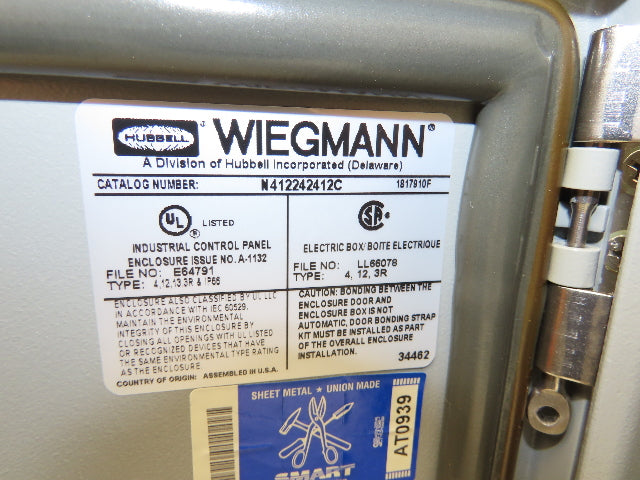 HUBBELL WIEGMANN®
A Division of Hubbell Incorporated (Delaware)
CATALOG NUMBER: N412242412C 1817910F
UL ® LISTED
INDUSTRIAL CONTROL PANEL
ENCLOSURE ISSUE NO. A-1132
FILE NO: E64791
TYPE: 4,12,13,3R & IP66
ENCLOSURE ALSO CLASSIFIED BY UL LLC
IN ACCORDANCE WITH IEC 60529.
MAINTAIN THE ENVIRONMENTAL
INTEGRITY OF THIS ENCLOSURE BY
CLOSING ALL OPENINGS WITH UL LISTED
OR RECOGNIZED DEVICES THAT HAVE
THE SAME ENVIRONMENTAL TYPE RATING
AS THE ENCLOSURE.
COUNTRY OF ORIGIN: ASSEMBLED IN U.S.A.
SA ®
ELECTRIC BOX/BOITE ELECTRIQUE
FILE NO: LL66078
TYPE: 4, 12, 3R
CAUTION: BONDING BETWEEN THE
ENCLOSURE DOOR AND
ENCLOSURE BOX IS NOT
AUTOMATIC, DOOR BONDING STRAP
KIT MUST BE INSTALLED AS PART
OF THE OVERALL ENCLOSURE
INSTALLATION.
34462
SHEET METAL ★ UNION MADE
SMART
AT0939